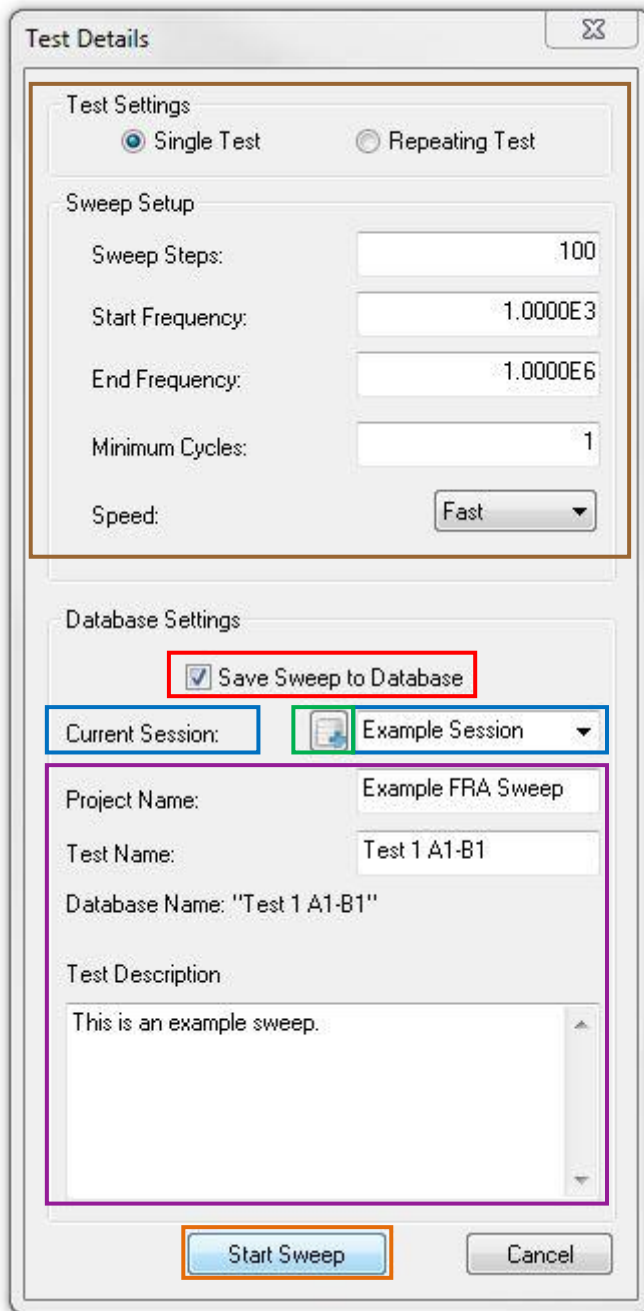 Test Details
Test Settings
Single Test Repeating Test
Sweep Setup
Sweep Steps: 100
Start Frequency: 1.0000E3
End Frequency: 1.0000E6
Minimum Cycles: 1
Speed: Fast
Database Settings
Save Sweep to Database
Current Session: Example Session
Project Name: Example FRA Sweep
Test Name: Test 1 A1-B1
Database Name: "Test 1 A1-B1"
Test Description
This is an example sweep.
Start Sweep Cancel